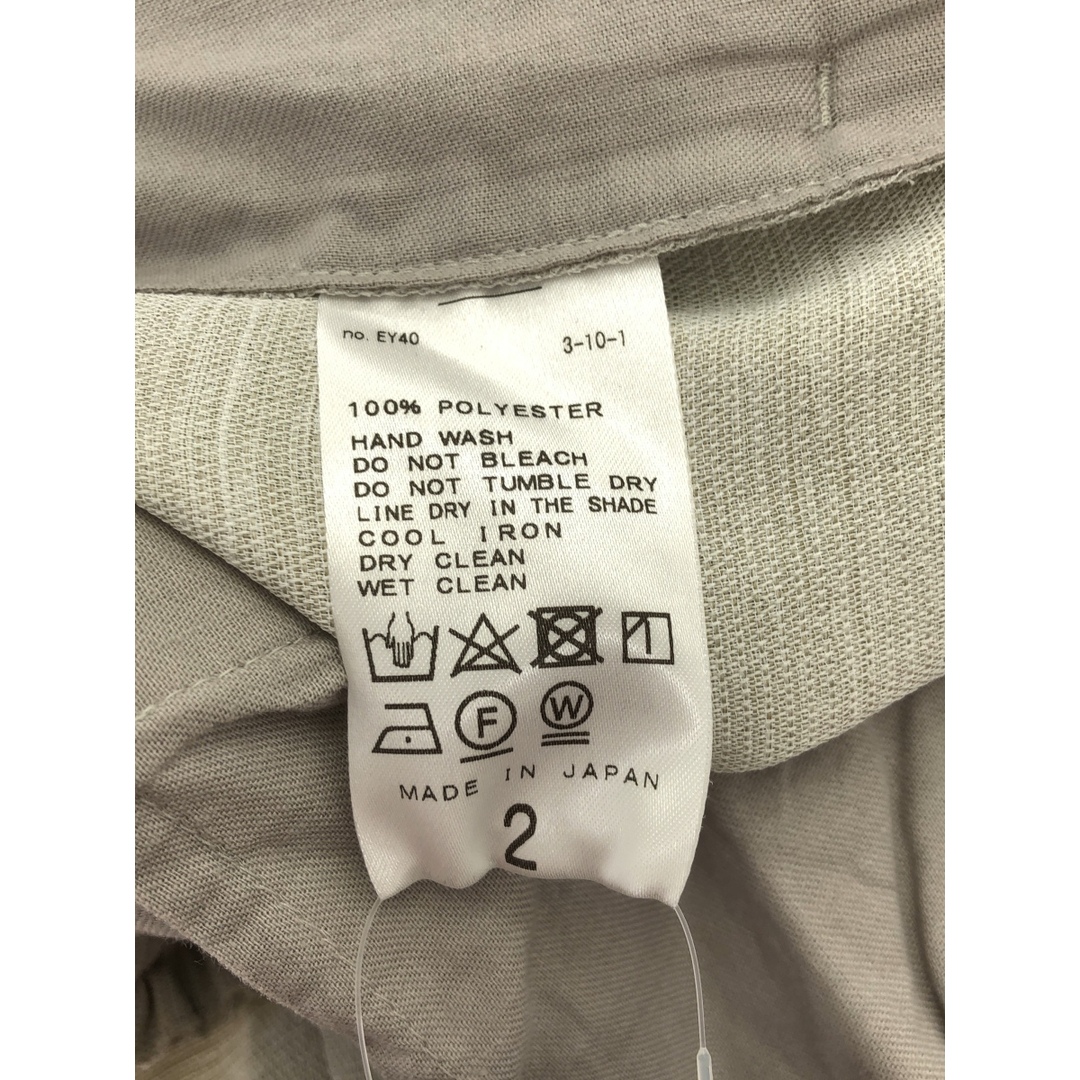 no. EY40 3-10-1
100% POLYESTER
HAND WASH
DO NOT BLEACH
DO NOT TUMBLE DRY
LINE DRY IN THE SHADE
COOL IRON
DRY CLEAN
WET CLEAN
F W
MADE IN JAPAN
2